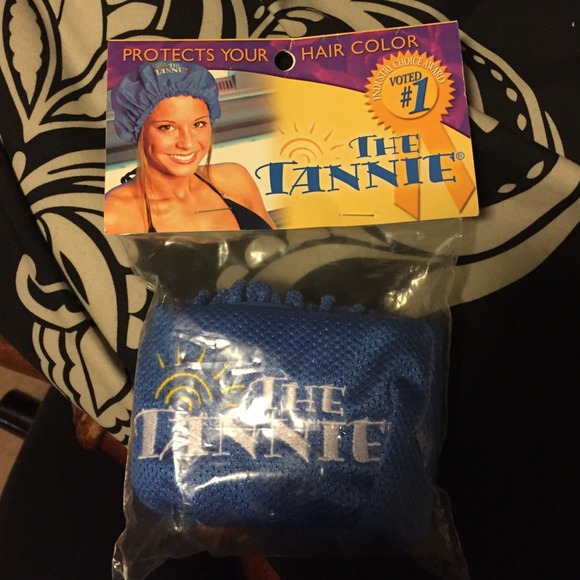 PROTECTS YOUR HAIR COLOR
THE
TANNIE
INDUSTRY CHOICE AWARD
VOTED
#1
THE
TANNIE®
THE
TANNIE